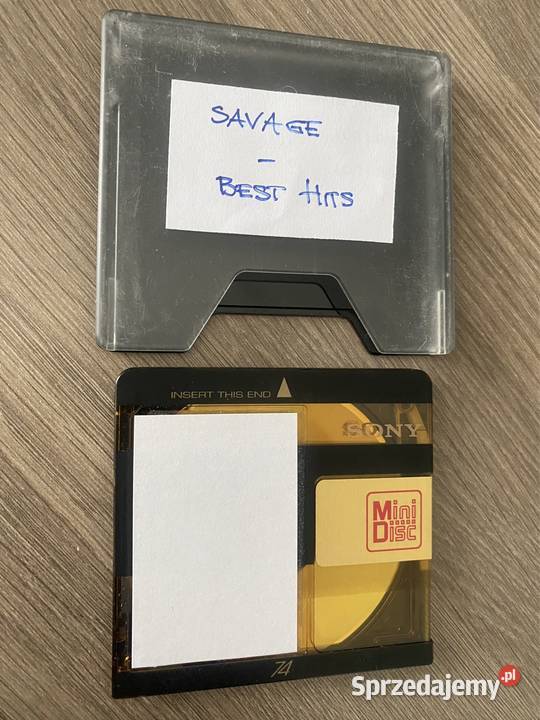 SAVAGE
-
BEST HITS
INSERT THIS END
SONY
Mini
Disc
74
Sprzedajemy.pl